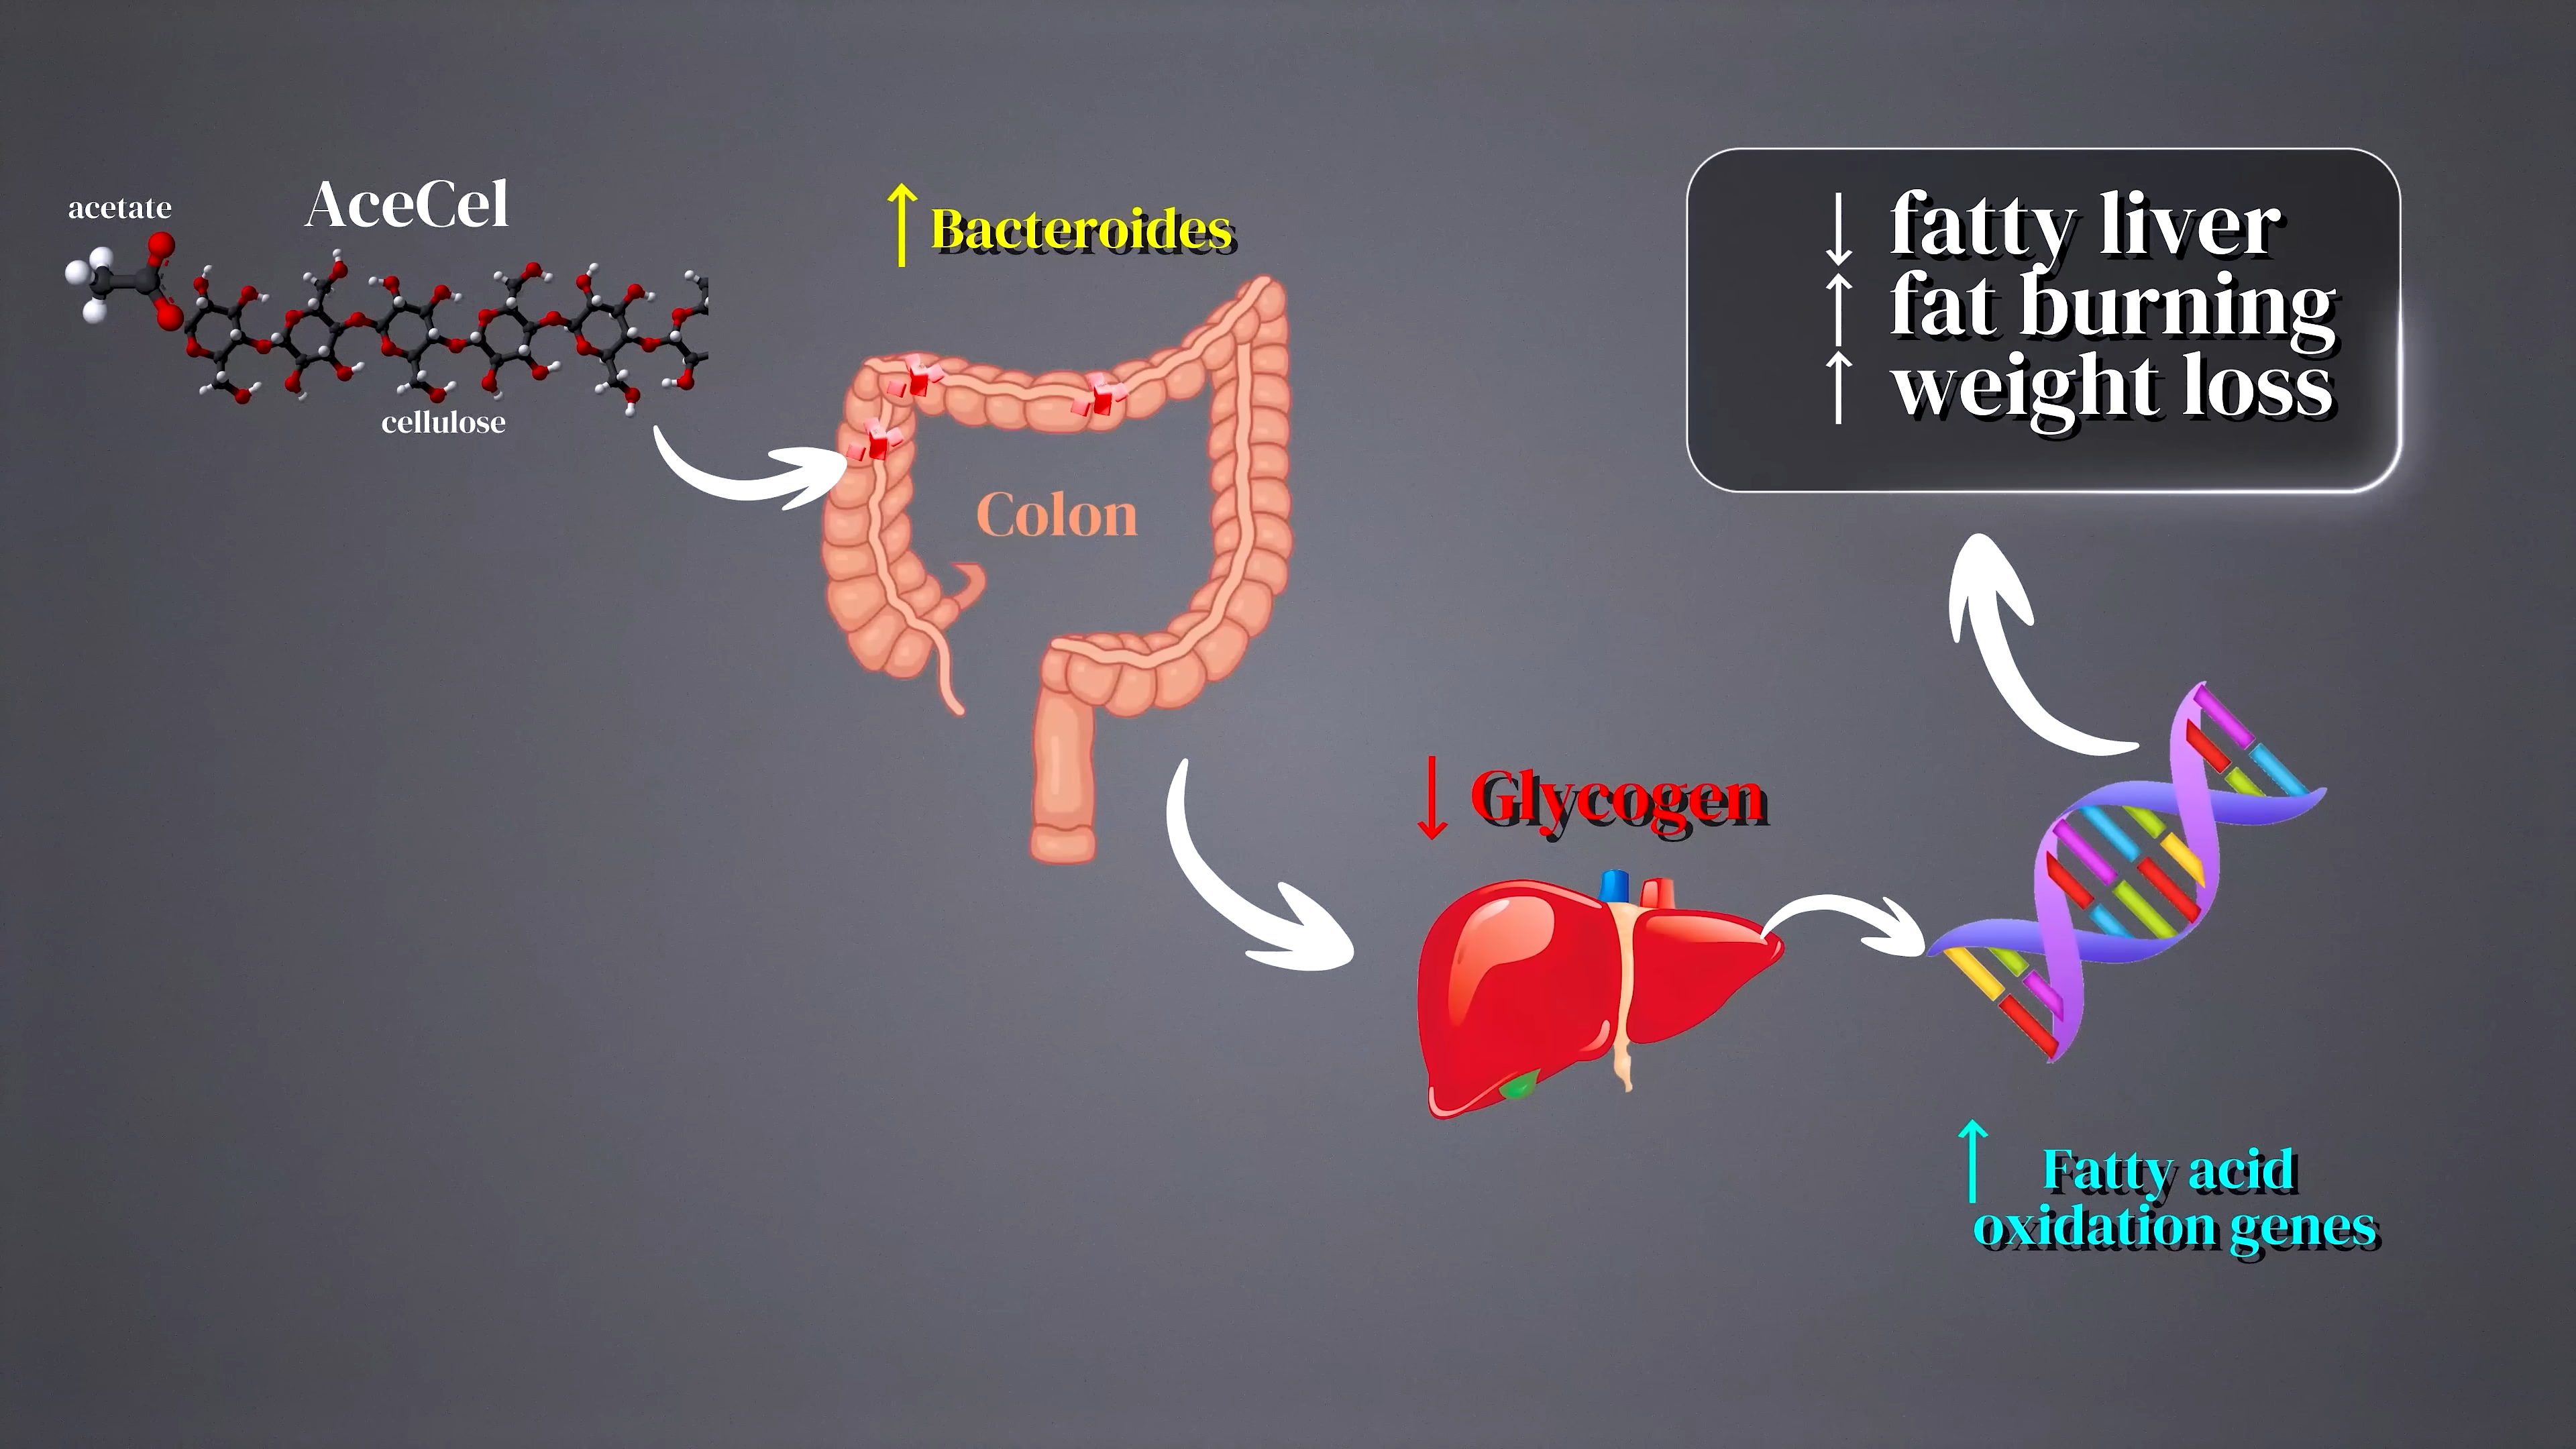 acetate
AceCel
cellulose
↑ Bacteroides
Colon
↓ Glycogen
↑ Fatty acid
oxidation genes
↓ fatty liver
↑ fat burning
↑ weight loss